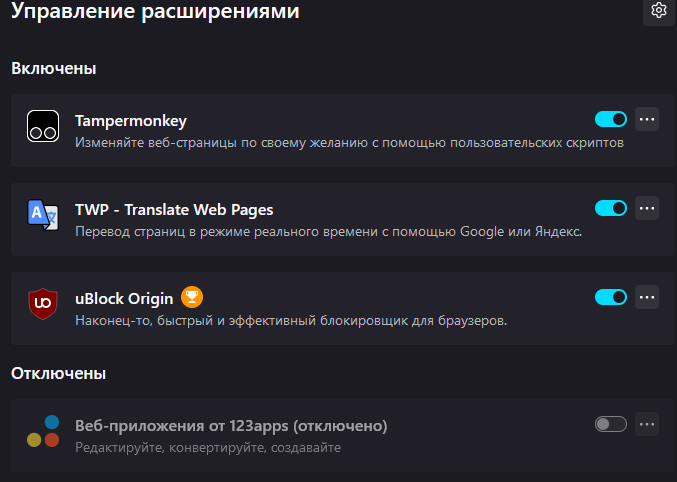 Управление расширениями
Включены
Tampermonkey
Изменяйте веб-страницы по своему желанию с помощью пользовательских скриптов
TWP - Translate Web Pages
Перевод страниц в режиме реального времени с помощью Google или Яндекс.
uBlock Origin
Наконец-то, быстрый и эффективный блокировщик для браузеров.
Отключены
Веб-приложения от 123apps (отключено)
Редактируйте, конвертируйте, создавайте